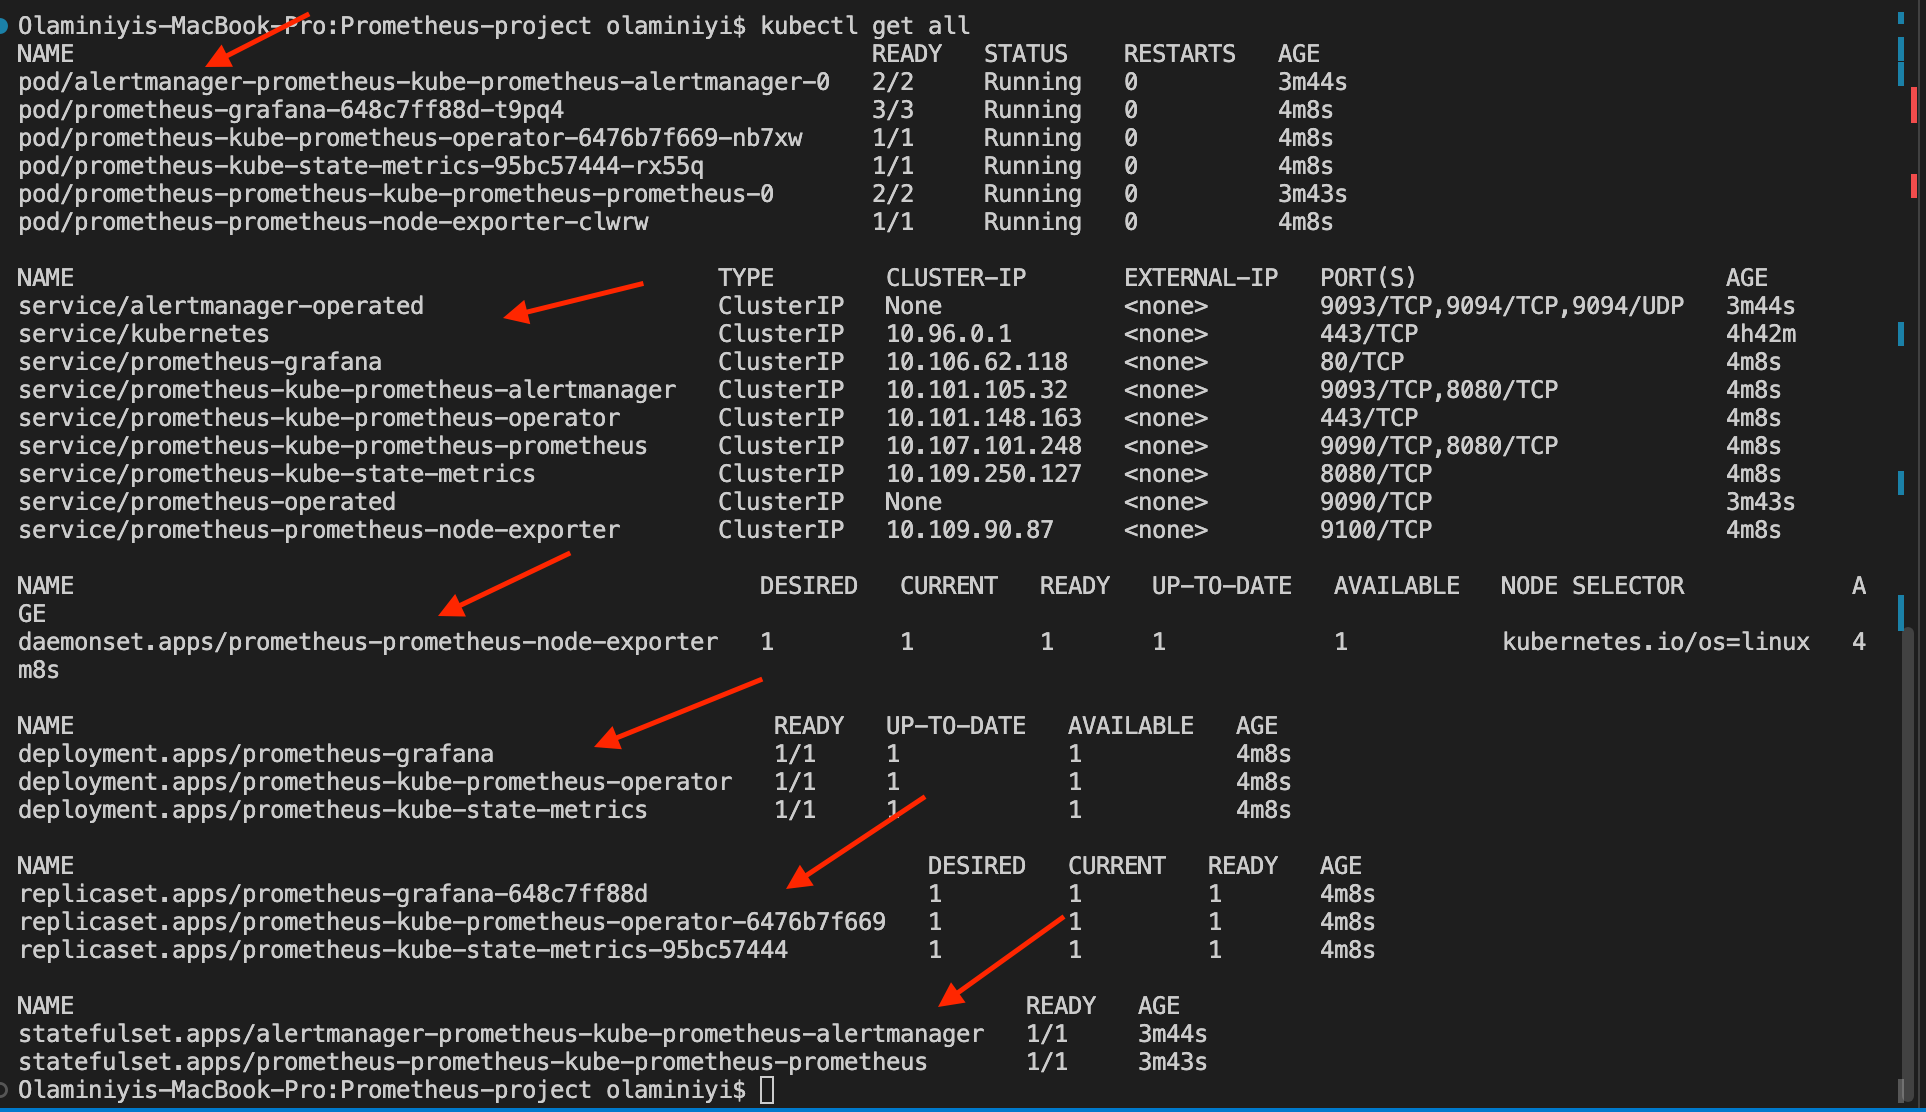 Olaminiyis-MacBook-Pro:Prometheus-project olaminiyi$ kubectl get all
NAME READY STATUS RESTARTS AGE
pod/alertmanager-prometheus-kube-prometheus-alertmanager-0 2/2 Running 0 3m44s
pod/prometheus-grafana-648c7ff88d-t9pq4 3/3 Running 0 4m8s
pod/prometheus-kube-prometheus-operator-6476b7f669-nb7xw 1/1 Running 0 4m8s
pod/prometheus-kube-state-metrics-95bc57444-rx55q 1/1 Running 0 4m8s
pod/prometheus-prometheus-kube-prometheus-prometheus-0 2/2 Running 0 3m43s
pod/prometheus-prometheus-node-exporter-clwrw 1/1 Running 0 4m8s
NAME TYPE CLUSTER-IP EXTERNAL-IP PORT(S) AGE
service/alertmanager-operated ClusterIP None <none> 9093/TCP,9094/TCP,9094/UDP 3m44s
service/kubernetes ClusterIP 10.96.0.1 <none> 443/TCP 4h42m
service/prometheus-grafana ClusterIP 10.106.62.118 <none> 80/TCP 4m8s
service/prometheus-kube-prometheus-alertmanager ClusterIP 10.101.105.32 <none> 9093/TCP,8080/TCP 4m8s
service/prometheus-kube-prometheus-operator ClusterIP 10.101.148.163 <none> 443/TCP 4m8s
service/prometheus-kube-prometheus-prometheus ClusterIP 10.107.101.248 <none> 9090/TCP,8080/TCP 4m8s
service/prometheus-kube-state-metrics ClusterIP 10.109.250.127 <none> 8080/TCP 4m8s
service/prometheus-operated ClusterIP None <none> 9090/TCP 3m43s
service/prometheus-prometheus-node-exporter ClusterIP 10.109.90.87 <none> 9100/TCP 4m8s
NAME DESIRED CURRENT READY UP-TO-DATE AVAILABLE NODE SELECTOR A
GE
daemonset.apps/prometheus-prometheus-node-exporter 1 1 1 1 1 kubernetes.io/os=linux 4
m8s
NAME READY UP-TO-DATE AVAILABLE AGE
deployment.apps/prometheus-grafana 1/1 1 1 4m8s
deployment.apps/prometheus-kube-prometheus-operator 1/1 1 1 4m8s
deployment.apps/prometheus-kube-state-metrics 1/1 1 1 4m8s
NAME DESIRED CURRENT READY AGE
replicaset.apps/prometheus-grafana-648c7ff88d 1 1 1 4m8s
replicaset.apps/prometheus-kube-prometheus-operator-6476b7f669 1 1 1 4m8s
replicaset.apps/prometheus-kube-state-metrics-95bc57444 1 1 1 4m8s
NAME READY AGE
statefulset.apps/alertmanager-prometheus-kube-prometheus-alertmanager 1/1 3m44s
statefulset.apps/prometheus-prometheus-kube-prometheus-prometheus 1/1 3m43s
Olaminiyis-MacBook-Pro:Prometheus-project olaminiyi$